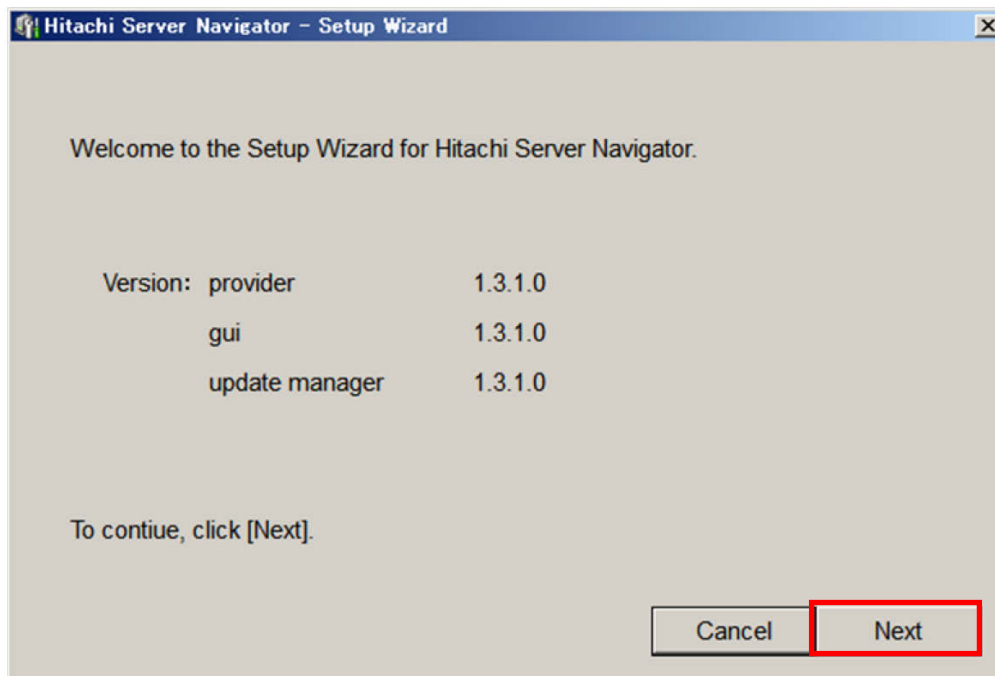 Hitachi Server Navigator - Setup Wizard
Welcome to the Setup Wizard for Hitachi Server Navigator.
Version: provider 1.3.1.0
gui 1.3.1.0
update manager 1.3.1.0
To contiue, click [Next].
Cancel Next